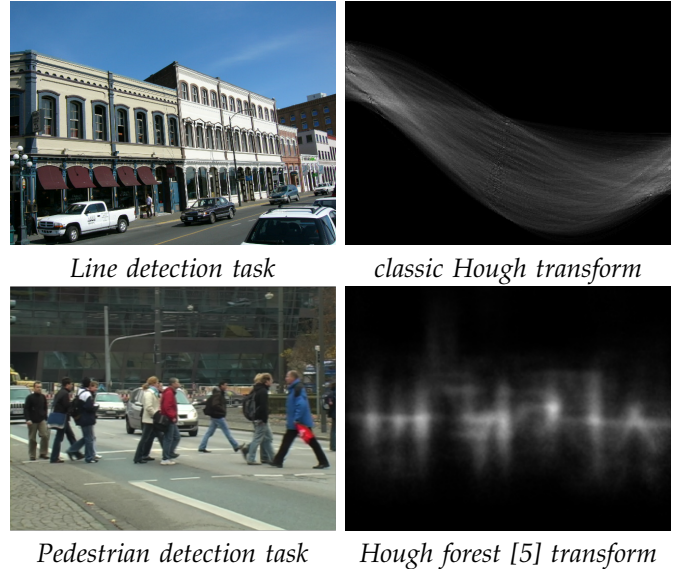 Line detection task
classic Hough transform
Pedestrian detection task
Hough forest [5] transform